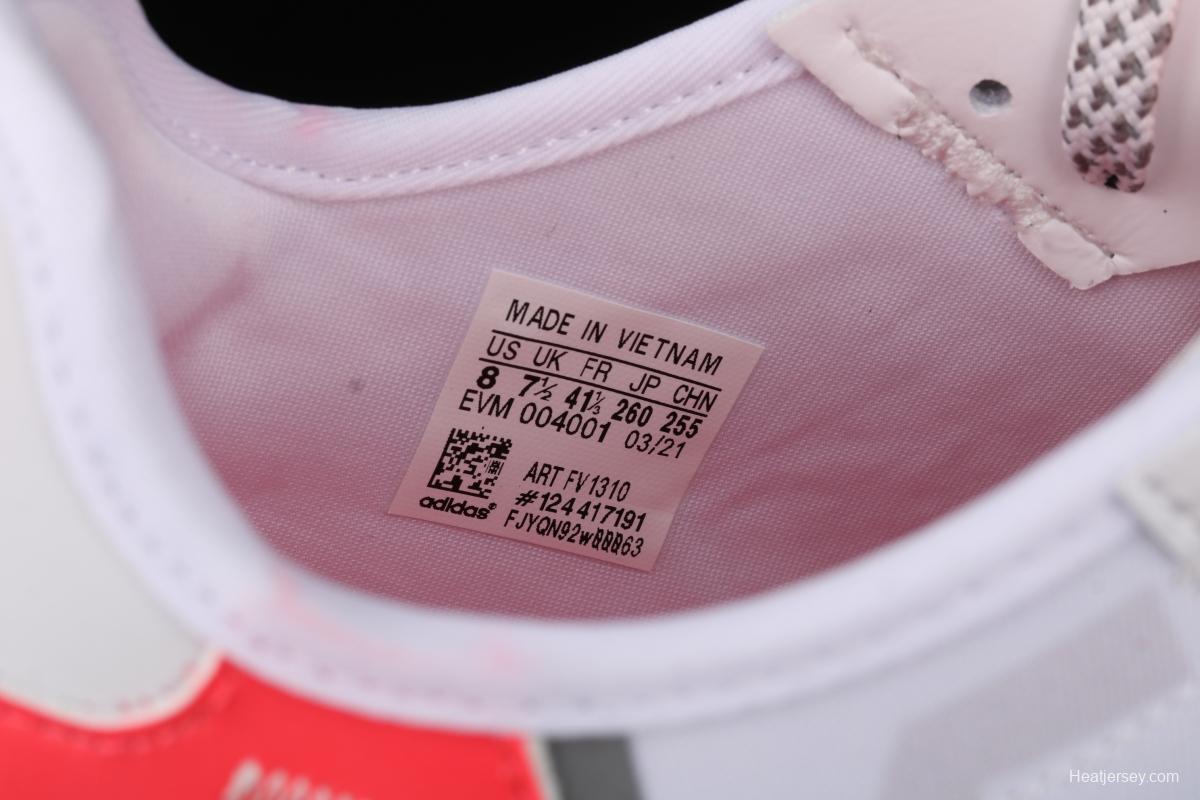 MADE IN VIETNAM
US UK FR JP CHN
8 7½ 41⅓ 260 255
EVM 004001 03/21
ART FV1310
#124417191
adidas®
FJYQN92w00063
Heatjersey.com